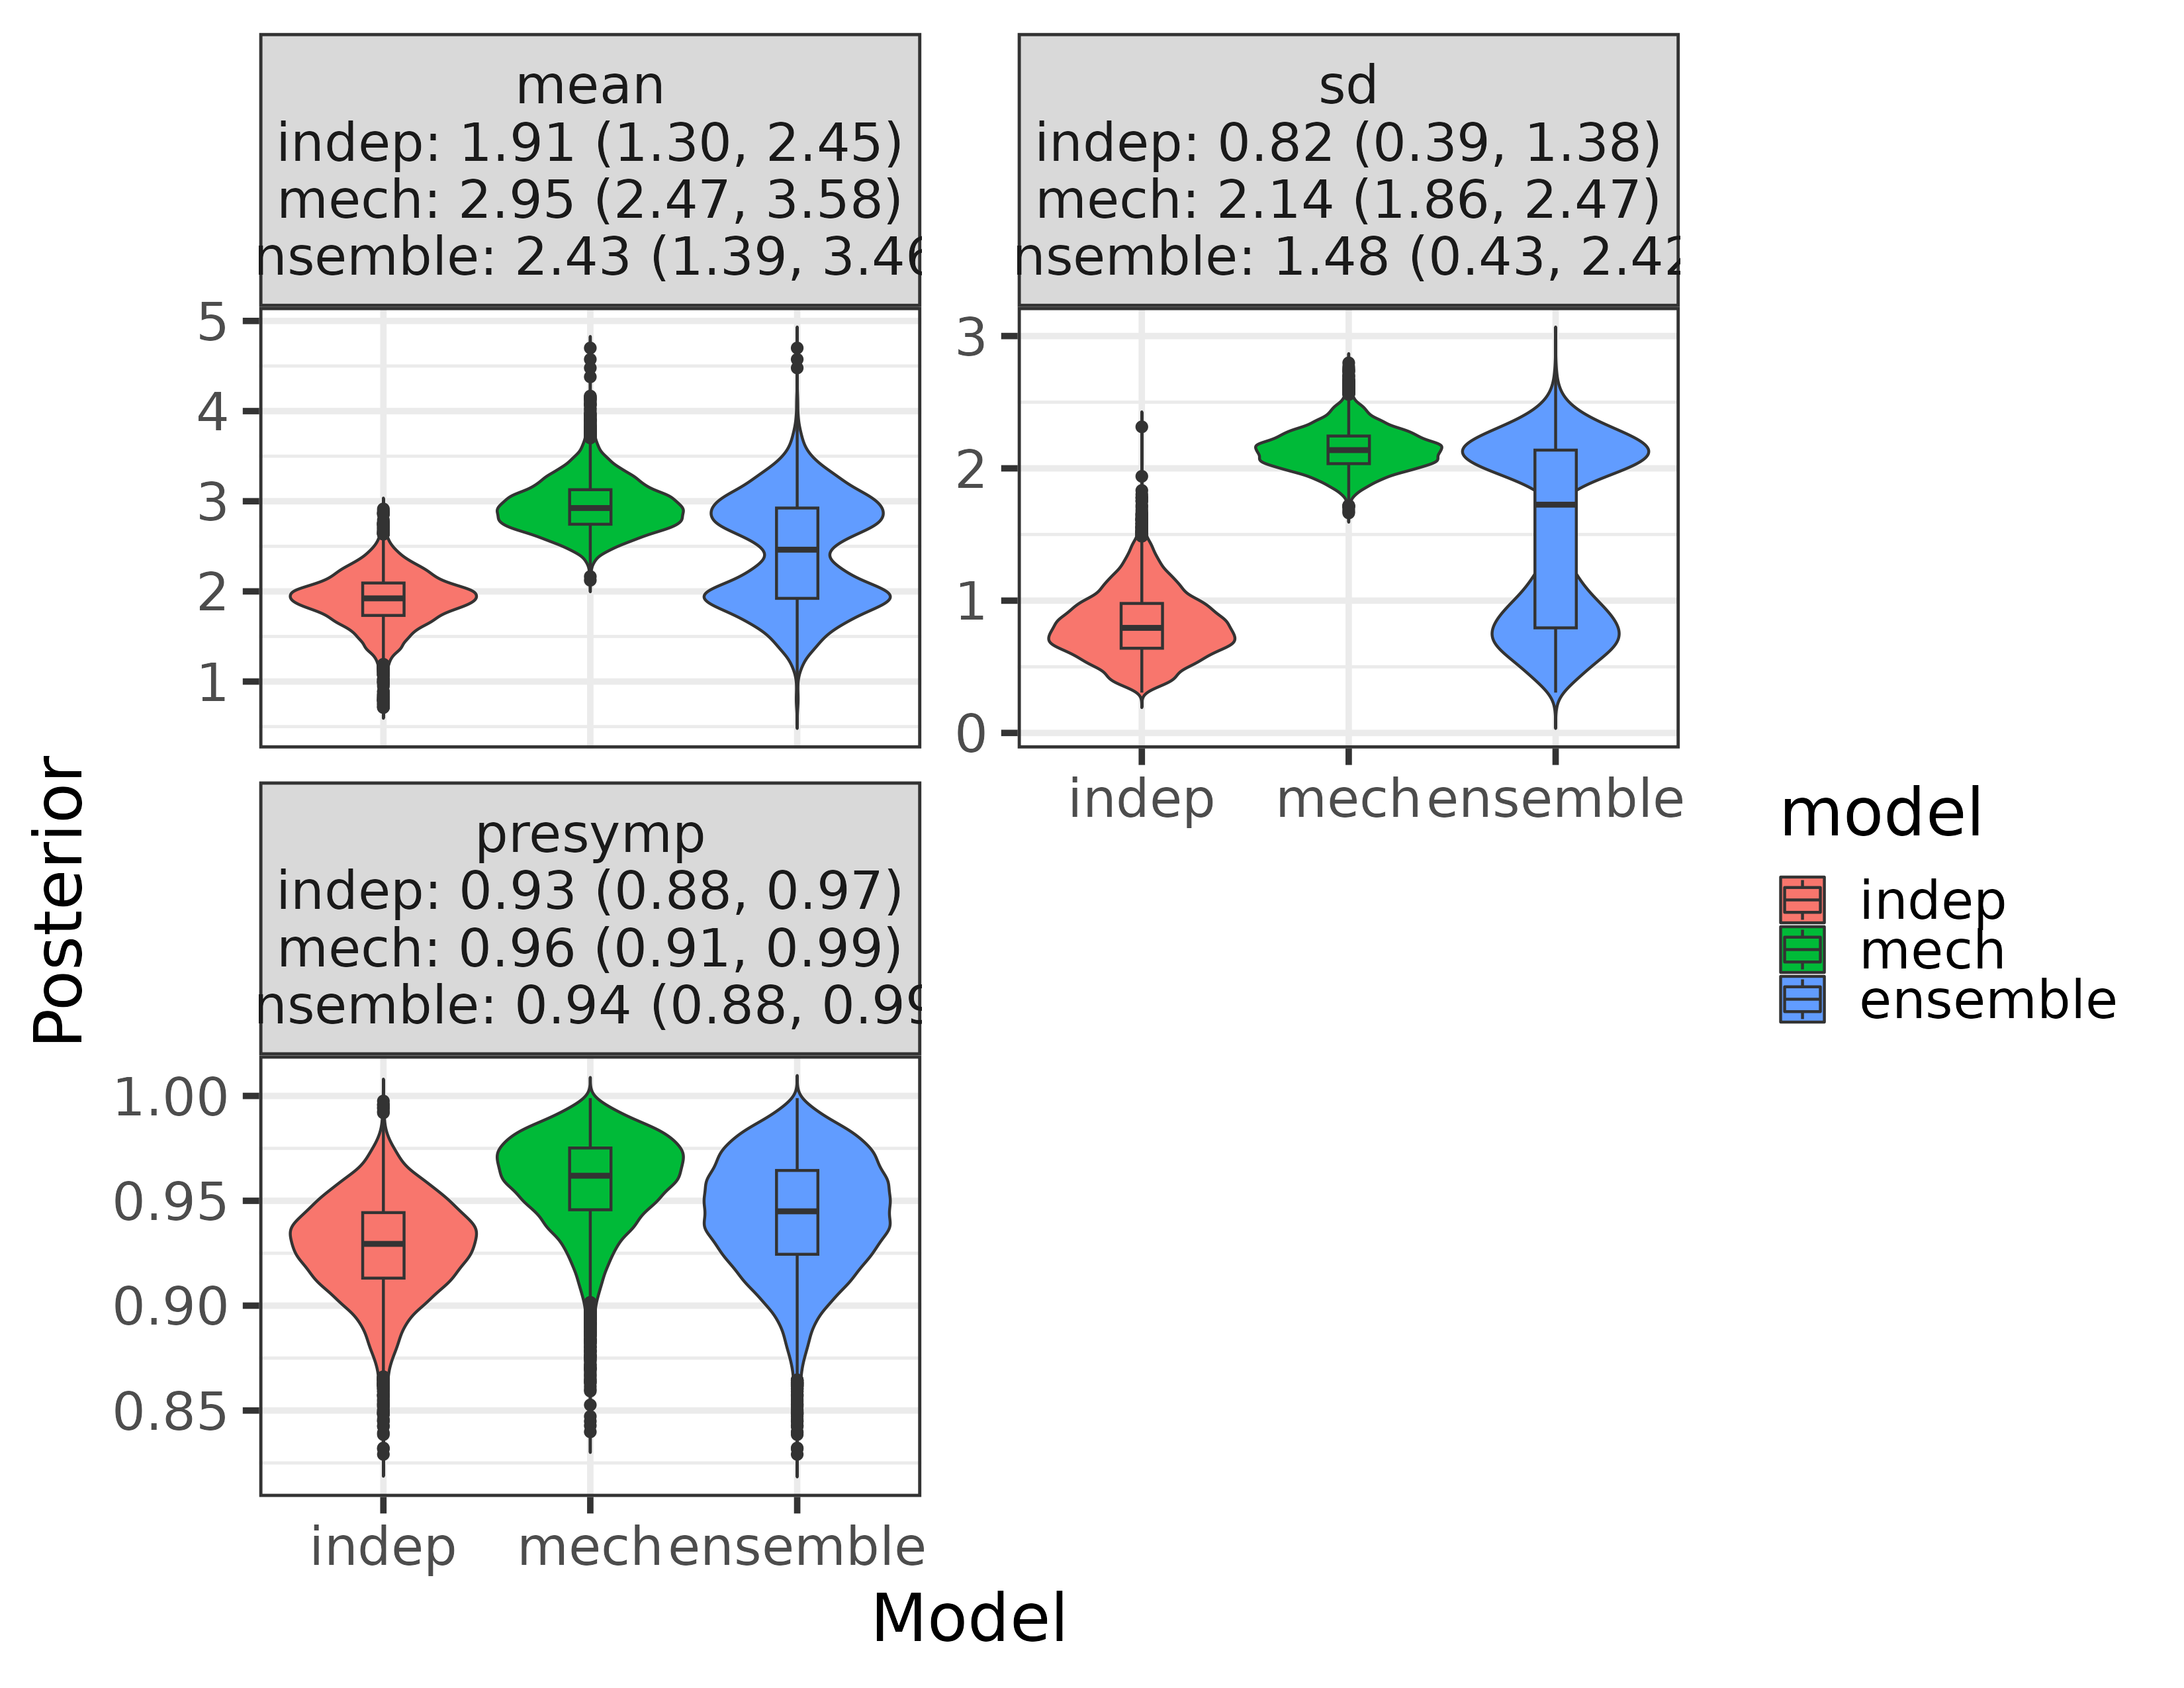 mean
indep: 1.91 (1.30, 2.45)
mech: 2.95 (2.47, 3.58)
nsemble: 2.43 (1.39, 3.46
sd
indep: 0.82 (0.39, 1.38)
mech: 2.14 (1.86, 2.47)
nsemble: 1.48 (0.43, 2.42
5
4
3
2
1
3
2
1
0
indep mech ensemble
presymp
indep: 0.93 (0.88, 0.97)
mech: 0.96 (0.91, 0.99)
nsemble: 0.94 (0.88, 0.99
1.00
0.95
0.90
0.85
indep mech ensemble
Model
Posterior
model
indep
mech
ensemble